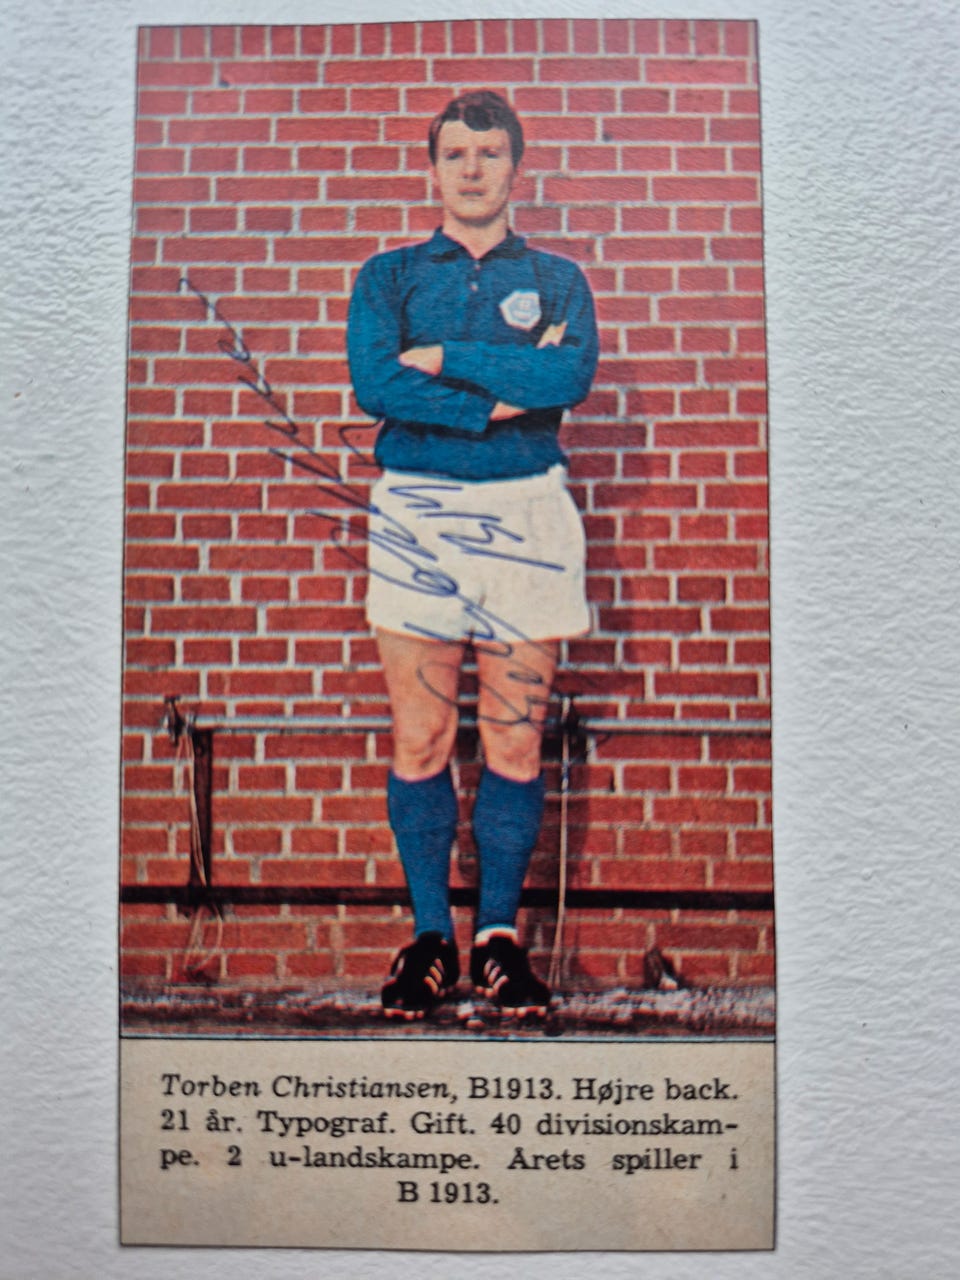 Torben Christiansen, B1913. Højre back.
21 år. Typograf. Gift. 40 divisionskam-
pe. 2 u-landskampe. Årets spiller i
B 1913.